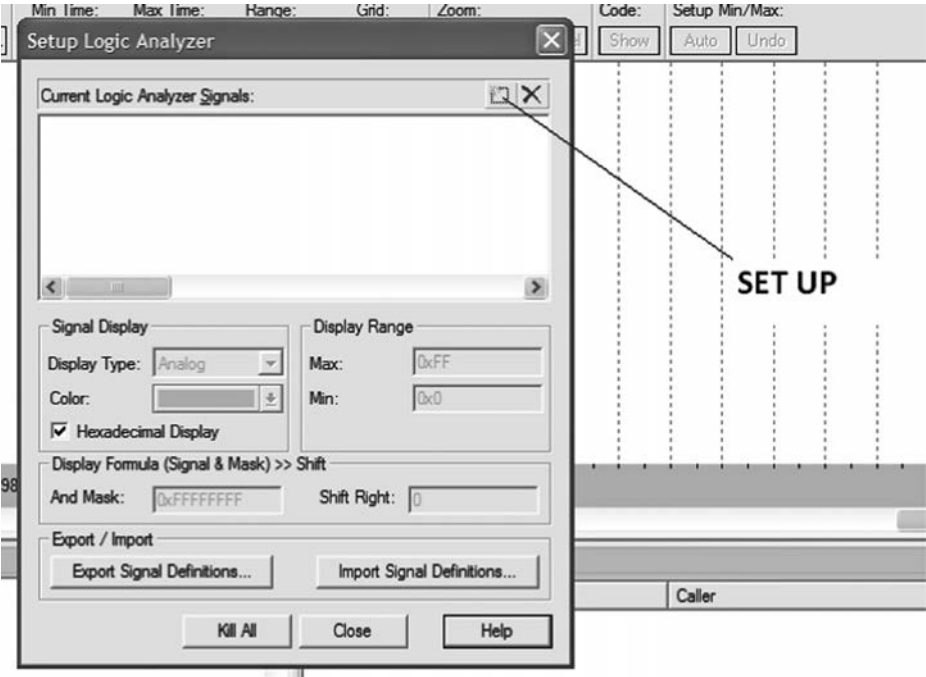 Min Time: Max Time: Range: Grid: Zoom: Code: Setup Min/Max:
Show Auto Undo
Setup Logic Analyzer
Current Logic Analyzer Signals:
SET UP
Signal Display Display Range
Display Type: Analog Max: 0xFF
Color: Min: 0x0
Hexadecimal Display
Display Formula (Signal & Mask) >> Shift
98
And Mask: 0xFFFFFFFF Shift Right: 0
Export / Import
Export Signal Definitions... Import Signal Definitions...
Caller
Kill All Close Help